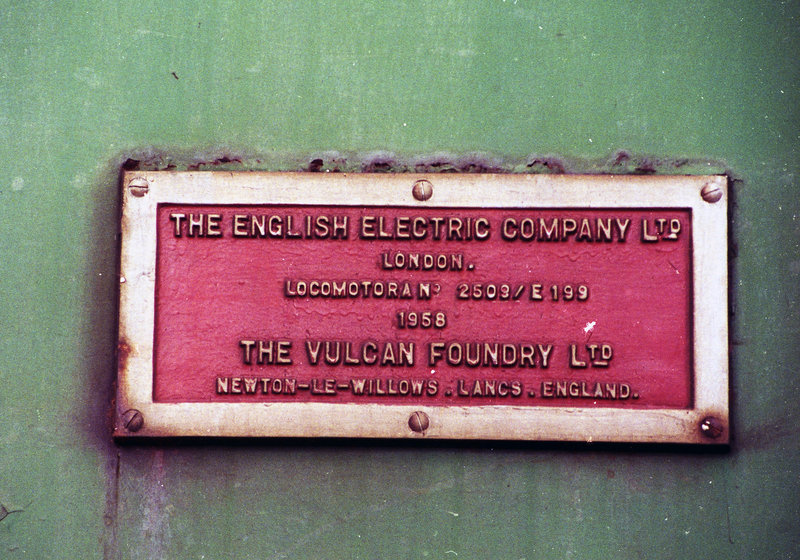 THE ENGLISH ELECTRIC COMPANY LTD
LONDON.
LOCOMOTORA No 2509/E199
1958
THE VULCAN FOUNDRY LTD
NEWTON-LE-WILLOWS. LANCS. ENGLAND.